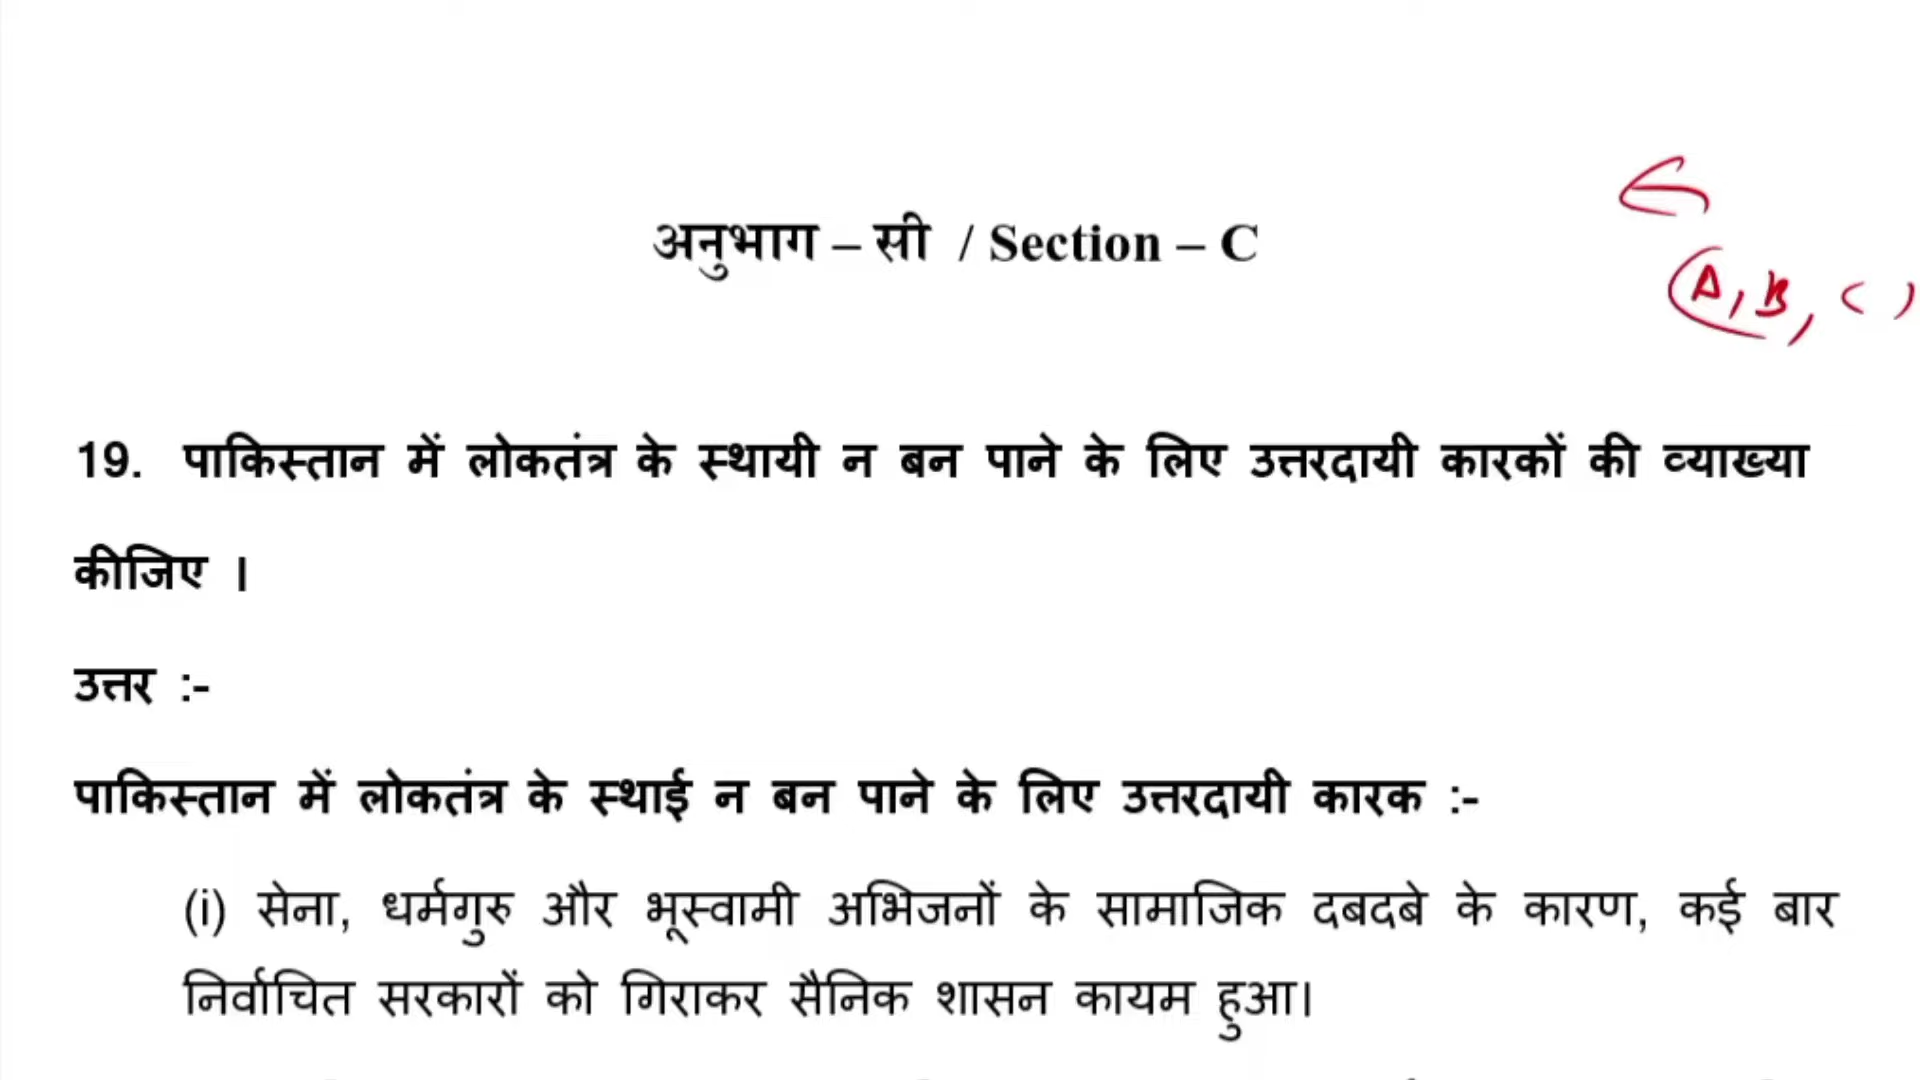 अनुभाग – सी / Section – C
A, B, C )
19. पाकिस्तान में लोकतंत्र के स्थायी न बन पाने के लिए उत्तरदायी कारकों की व्याख्या
कीजिए ।
उत्तर :-
पाकिस्तान में लोकतंत्र के स्थाई न बन पाने के लिए उत्तरदायी कारक :-
(i) सेना, धर्मगुरु और भूस्वामी अभिजनों के सामाजिक दबदबे के कारण, कई बार
निर्वाचित सरकारों को गिराकर सैनिक शासन कायम हुआ।